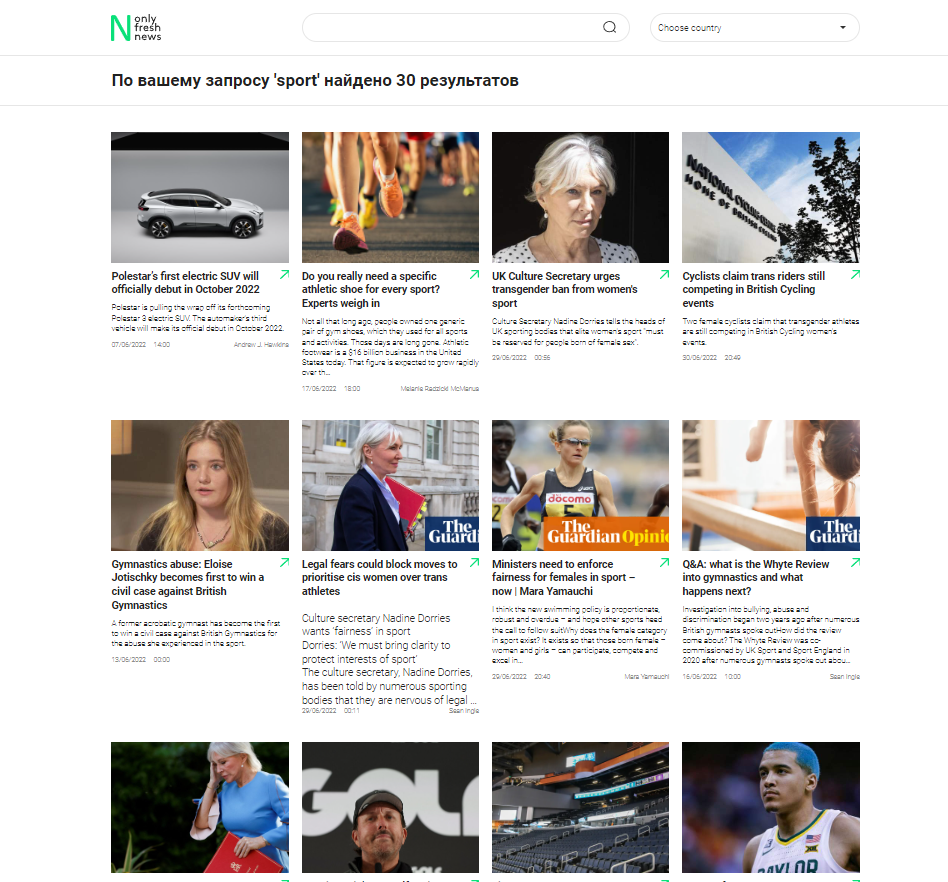 N only
fresh
news
Choose country
По вашему запросу 'sport' найдено 30 результатов
NATIONAL CYCLING
HOME OF BRITISH CYCLING
Polestar's first electric SUV will
officially debut in October 2022
Polestar is pulling the wrap off its forthcoming
Polestar 3 electric SUV. The automaker's third
vehicle will make its official debut in October 2022.
07/06/2022 14:00 Andrew J. Hawkins
Do you really need a specific
athletic shoe for every sport?
Experts weigh in
Not all that long ago, people owned one generic
pair of gym shoes, which they used for all sports
and activities. Those days are long gone. Athletic
footwear is a $16 billion business in the United
States today. That figure is expected to grow rapidly
over th...
17/06/2022 18:00 Melanie Radzicki McManus
UK Culture Secretary urges
transgender ban from women's
sport
Culture Secretary Nadine Dorries tells the heads of
UK sporting bodies that elite women's sport "must
be reserved for people born of female sex".
29/06/2022 00:56
Cyclists claim trans riders still
competing in British Cycling
events
Two female cyclists claim that transgender athletes
are still competing in British Cycling women's
events.
30/06/2022 20:49
Gymnastics abuse: Eloise
Jotischky becomes first to win a
civil case against British
Gymnastics
A former acrobatic gymnast has become the first
to win a civil case against British Gymnastics for
the abuse she experienced in the sport.
13/06/2022 00:00
The
Guardi
Legal fears could block moves to
prioritise cis women over trans
athletes
Culture secretary Nadine Dorries
wants 'fairness' in sport
Dorries: 'We must bring clarity to
protect interests of sport'
The culture secretary, Nadine Dorries,
has been told by numerous sporting
bodies that they are nervous of legal ...
29/06/2022 00:11 Sean Ingle
döcomo
The
Guardian Opinio
Ministers need to enforce
fairness for females in sport –
now | Mara Yamauchi
I think the new swimming policy is proportionate,
robust and overdue – and hope other sports heed
the call to follow suitWhy does the female category
in sport exist? It exists so that those born female –
women and girls – can participate, compete and
excel in...
29/06/2022 20:40 Mara Yamauchi
The
Guardi
Q&A: what is the Whyte Review
into gymnastics and what
happens next?
Investigation into bullying, abuse and
discrimination began two years ago after numerous
British gymnasts spoke outHow did the review
come about? The Whyte Review was co-
commissioned by UK Sport and Sport England in
2020 after numerous gymnasts spoke out abou...
16/06/2022 10:00 Sean Ingle
GOL
BAYLOR